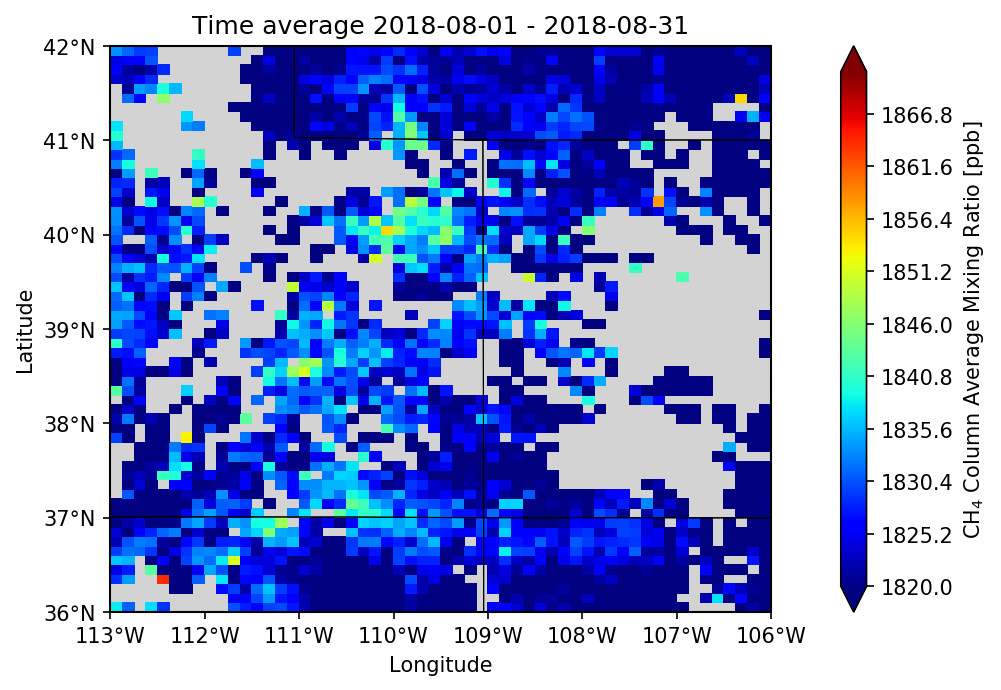 Time average 2018-08-01 - 2018-08-31
42°N
41°N
40°N
39°N
38°N
37°N
36°N
Latitude
113°W 112°W 111°W 110°W 109°W 108°W 107°W 106°W
Longitude
1866.8
1861.6
1856.4
1851.2
1846.0
1840.8
1835.6
1830.4
1825.2
1820.0
CH₄ Column Average Mixing Ratio [ppb]